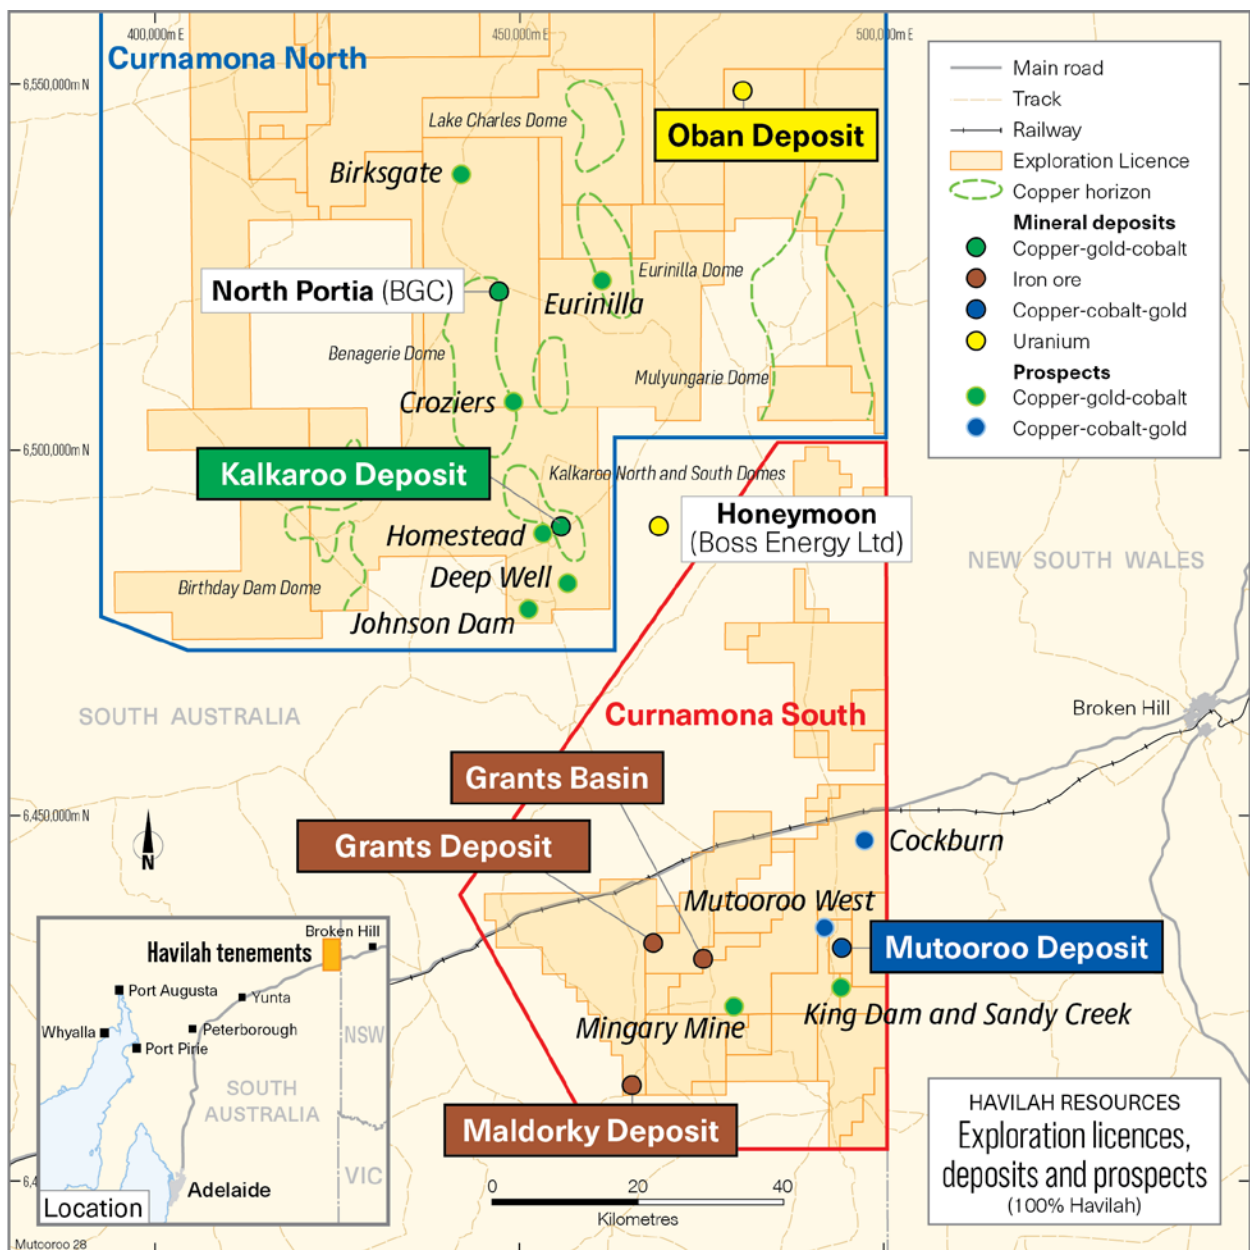 400,000m E
450,000m E
500,000m E
Curnamona North
6,550,000m N
Lake Charles Dome
Oban Deposit
Birksgate
Eurinilla Dome
North Portia (BGC)
Eurinilla
Benagerie Dome
Mulyungarie Dome
Croziers
6,500,000m N
Kalkaroo Deposit
Kalkaroo North and South Domes
Homestead
Honeymoon
(Boss Energy Ltd)
Deep Well
Birthday Dam Dome
Johnson Dam
Main road
Track
Railway
Exploration Licence
Copper horizon
Mineral deposits
Copper-gold-cobalt
Iron ore
Copper-cobalt-gold
Uranium
Prospects
Copper-gold-cobalt
Copper-cobalt-gold
NEW SOUTH WALES
SOUTH AUSTRALIA
Curnamona South
Broken Hill
Grants Basin
6,450,000m N
Grants Deposit
Cockburn
N
Mutooroo West
Mutooroo Deposit
King Dam and Sandy Creek
Mingary Mine
Maldorky Deposit
Broken Hill
Havilah tenements
Port Augusta
Yunta
Whyalla
Peterborough
Port Pirie
NSW
SOUTH
AUSTRALIA
VIC
Adelaide
Location
6,4
0
20
40
Kilometres
HAVILAH RESOURCES
Exploration licences,
deposits and prospects
(100% Havilah)
Mutooroo 28